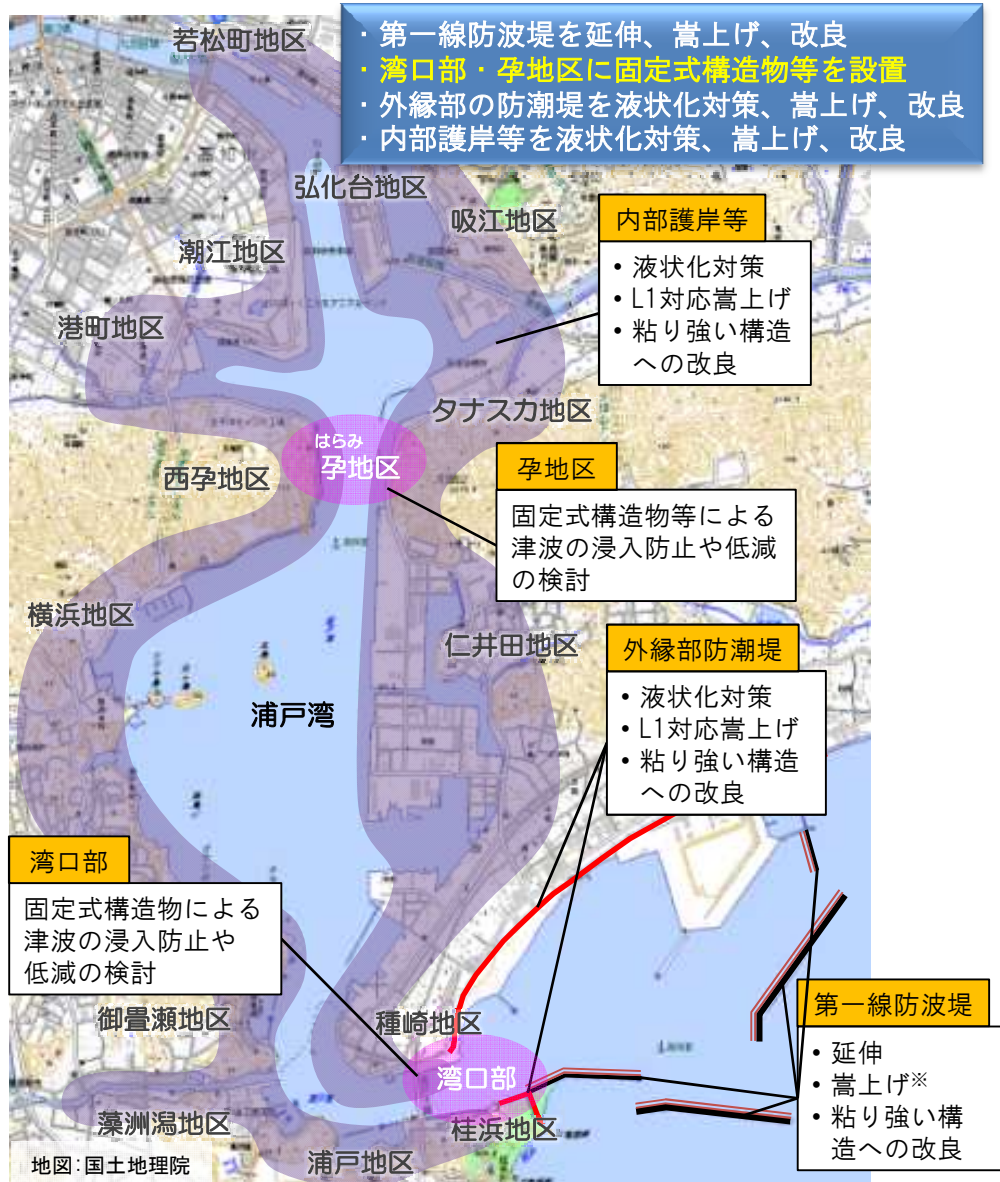 ・第一線防波堤を延伸、嵩上げ、改良
・湾口部・孕地区に固定式構造物等を設置
・外縁部の防潮堤を液状化対策、嵩上げ、改良
・内部護岸等を液状化対策、嵩上げ、改良
若松町地区
弘化台地区
吸江地区
潮江地区
港町地区
内部護岸等
• 液状化対策
• L1対応嵩上げ
• 粘り強い構造
への改良
タナスカ地区
はらみ
孕地区
西孕地区
孕地区
固定式構造物等による
津波の浸入防止や低減
の検討
横浜地区
仁井田地区
浦戸湾
外縁部防潮堤
• 液状化対策
• L1対応嵩上げ
• 粘り強い構造
への改良
湾口部
固定式構造物による
津波の浸入防止や
低減の検討
御畳瀬地区
種崎地区
湾口部
藻洲潟地区
桂浜地区
浦戸地区
第一線防波堤
• 延伸
• 嵩上げ※
• 粘り強い構
造への改良
地図：国土地理院